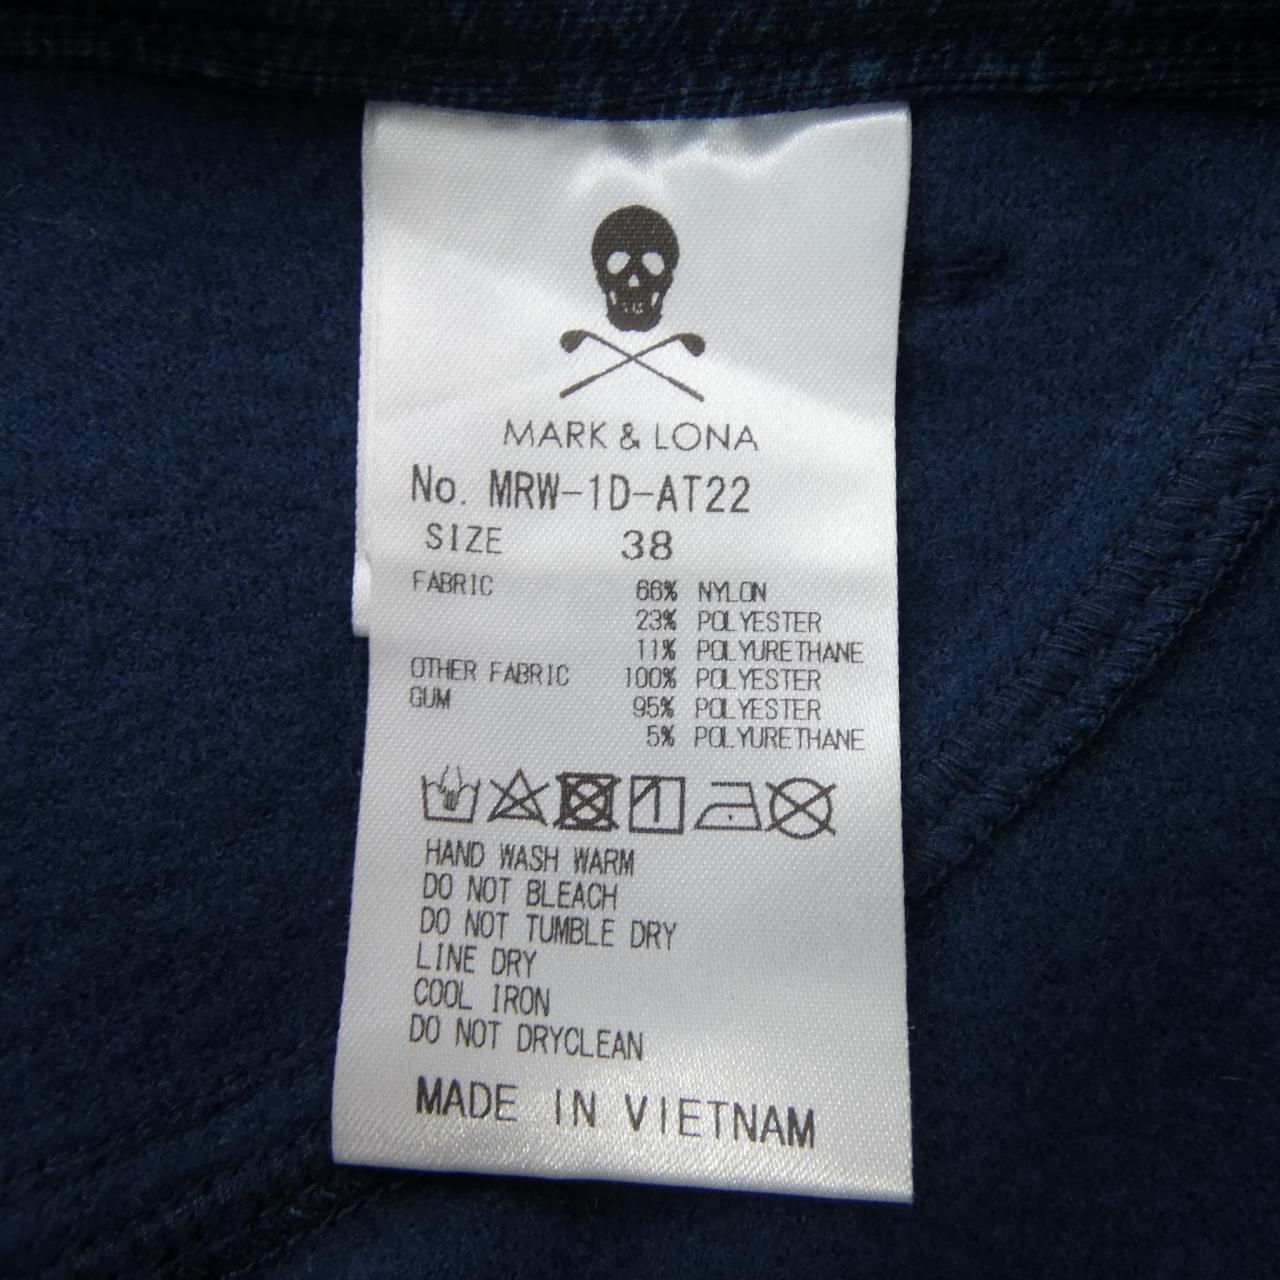 MARK & LONA
No. MRW-1D-AT22
SIZE 38
FABRIC 66% NYLON
23% POLYESTER
11% POLYURETHANE
OTHER FABRIC 100% POLYESTER
GUM 95% POLYESTER
5% POLYURETHANE
HAND WASH WARM
DO NOT BLEACH
DO NOT TUMBLE DRY
LINE DRY
COOL IRON
DO NOT DRYCLEAN
MADE IN VIETNAM